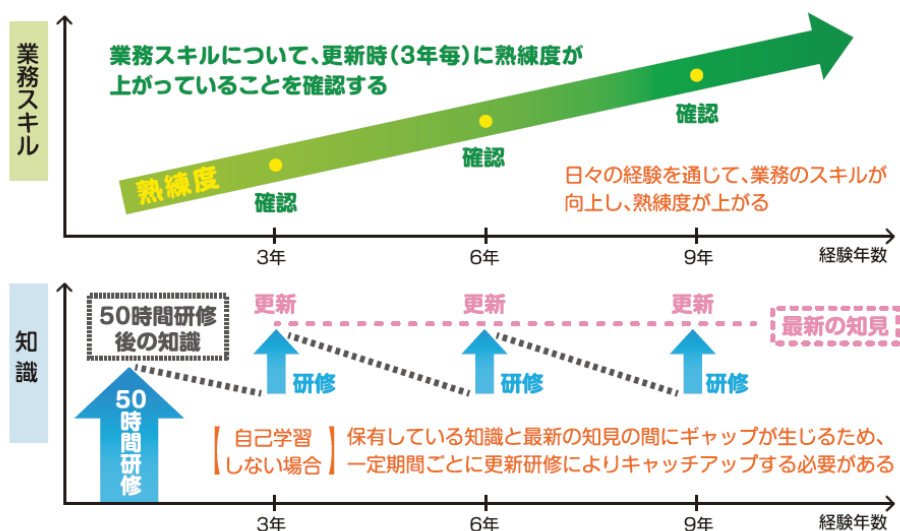 業務スキル
業務スキルについて、更新時(3年毎)に熟練度が
上がっていることを確認する
熟練度
確認
確認
確認
日々の経験を通じて、業務のスキルが
向上し、熟練度が上がる
3年
6年
9年
経験年数
知識
50時間研修
後の知識
更新
更新
更新
最新の知見
研修
研修
研修
50時間研修
自己学習
しない場合
保有している知識と最新の知見の間にギャップが生じるため、
一定期間ごとに更新研修によりキャッチアップする必要がある
3年
6年
9年
経験年数